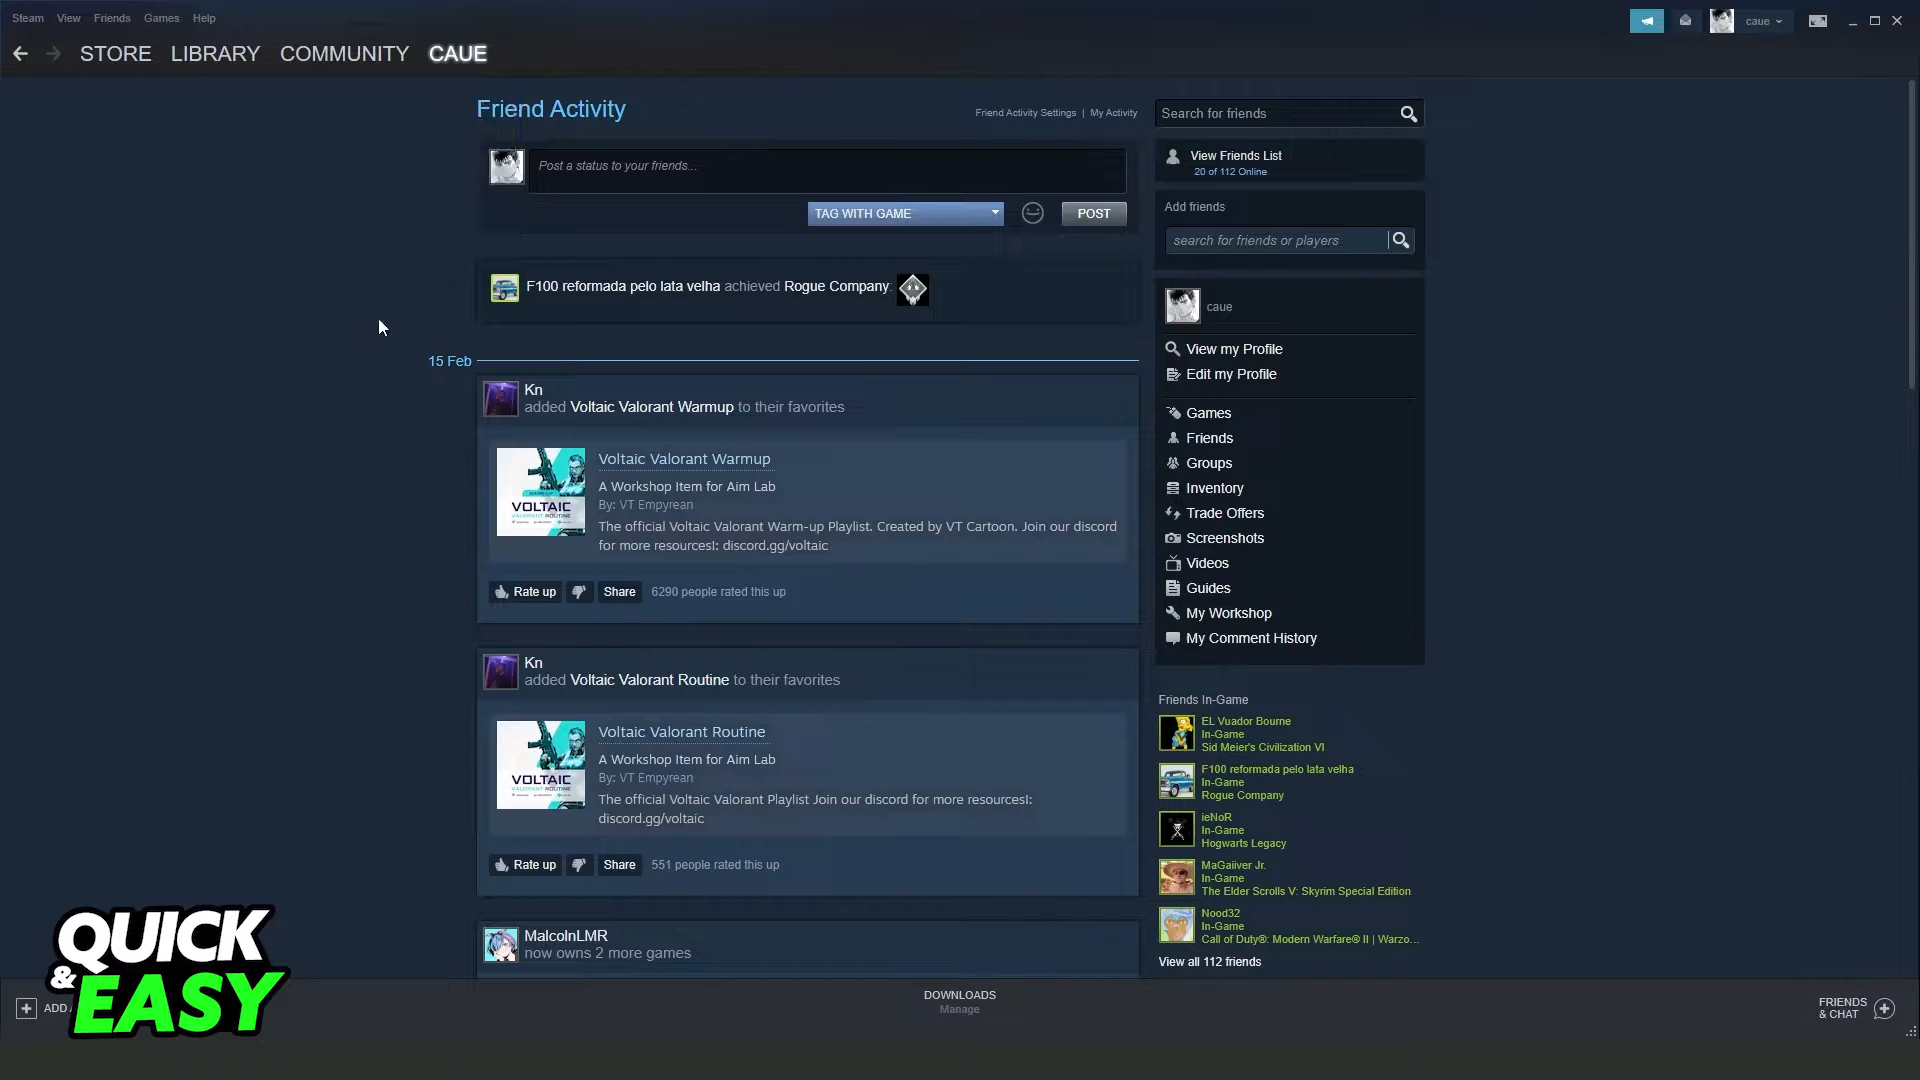 Steam View Friends Games Help
caue
STORE LIBRARY COMMUNITY CAUE
Friend Activity
Friend Activity Settings | My Activity
Post a status to your friends...
TAG WITH GAME
POST
F100 reformada pelo lata velha achieved Rogue Company:
15 Feb
Kn
added Voltaic Valorant Warmup to their favorites
VOLTAIC
VALORANT ROUTINE
Voltaic Valorant Warmup
A Workshop Item for Aim Lab
By: VT Empyrean
The official Voltaic Valorant Warm-up Playlist. Created by VT Cartoon. Join our discord
for more resources!: discord.gg/voltaic
Rate up Share 6290 people rated this up
Kn
added Voltaic Valorant Routine to their favorites
VOLTAIC
VALORANT ROUTINE
Voltaic Valorant Routine
A Workshop Item for Aim Lab
By: VT Empyrean
The official Voltaic Valorant Playlist Join our discord for more resources!:
discord.gg/voltaic
Rate up Share 551 people rated this up
MalcolnLMR
now owns 2 more games
Search for friends
View Friends List
20 of 112 Online
Add friends
search for friends or players
caue
View my Profile
Edit my Profile
Games
Friends
Groups
Inventory
Trade Offers
Screenshots
Videos
Guides
My Workshop
My Comment History
Friends In-Game
EL Vuador Bourne
In-Game
Sid Meier's Civilization VI
F100 reformada pelo lata velha
In-Game
Rogue Company
ieNoR
In-Game
Hogwarts Legacy
MaGaiiver Jr.
In-Game
The Elder Scrolls V: Skyrim Special Edition
Nood32
In-Game
Call of Duty®: Modern Warfare® II | Warzo...
View all 112 friends
QUICK
& EASY
ADD
DOWNLOADS
Manage
FRIENDS
& CHAT